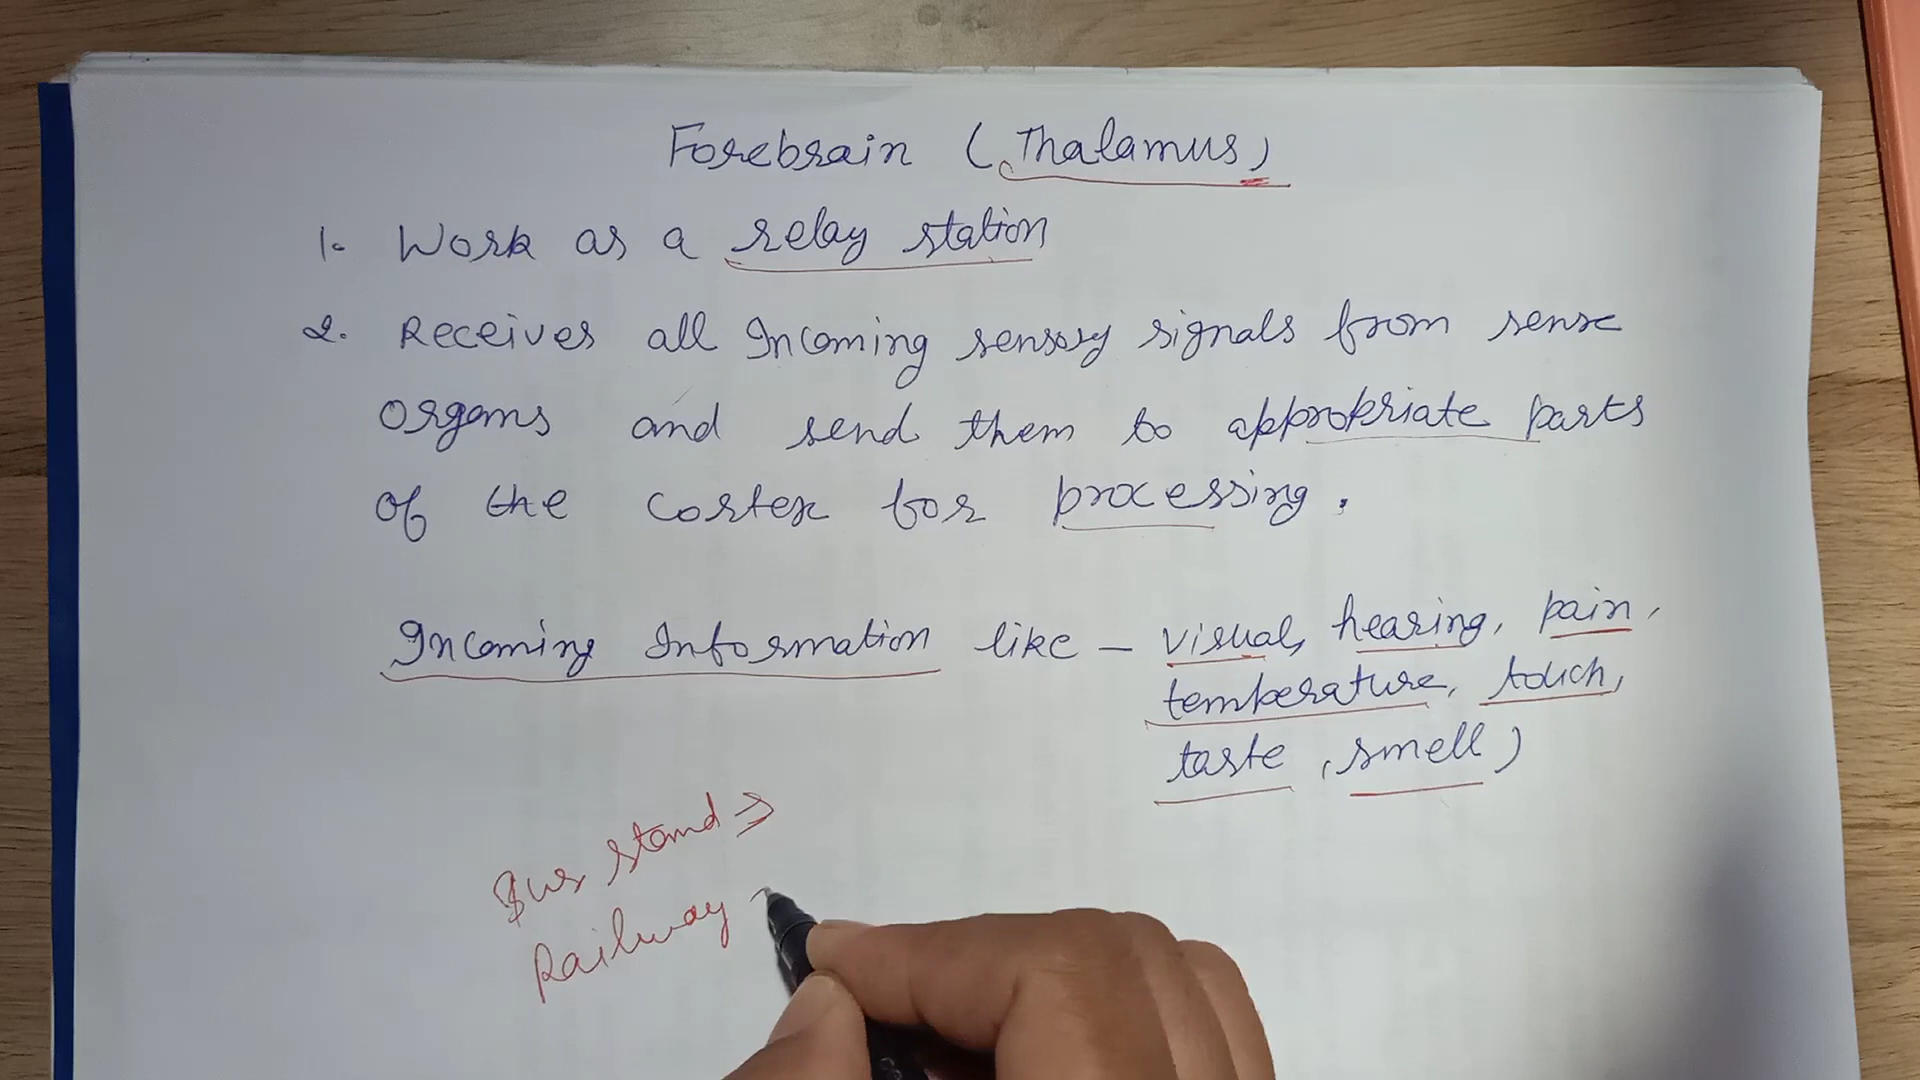 Forebrain (Thalamus)
1. Work as a relay station
2. Receives all Incoming sensory signals from sense
organs and send them to appropriate parts
of the cortex for processing.
Incoming Information like - visual, hearing, pain,
temperature, touch,
taste, smell)
Bus stand
Railway